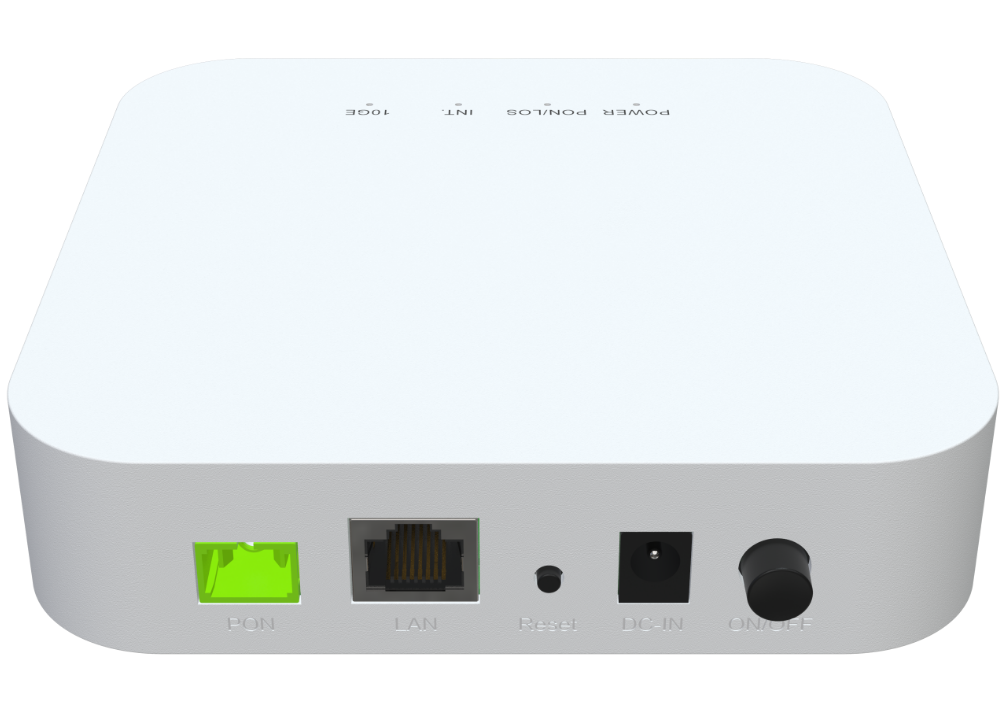 10GE INT. PON/LOS POWER
PON LAN Reset DC-IN ON/OFF